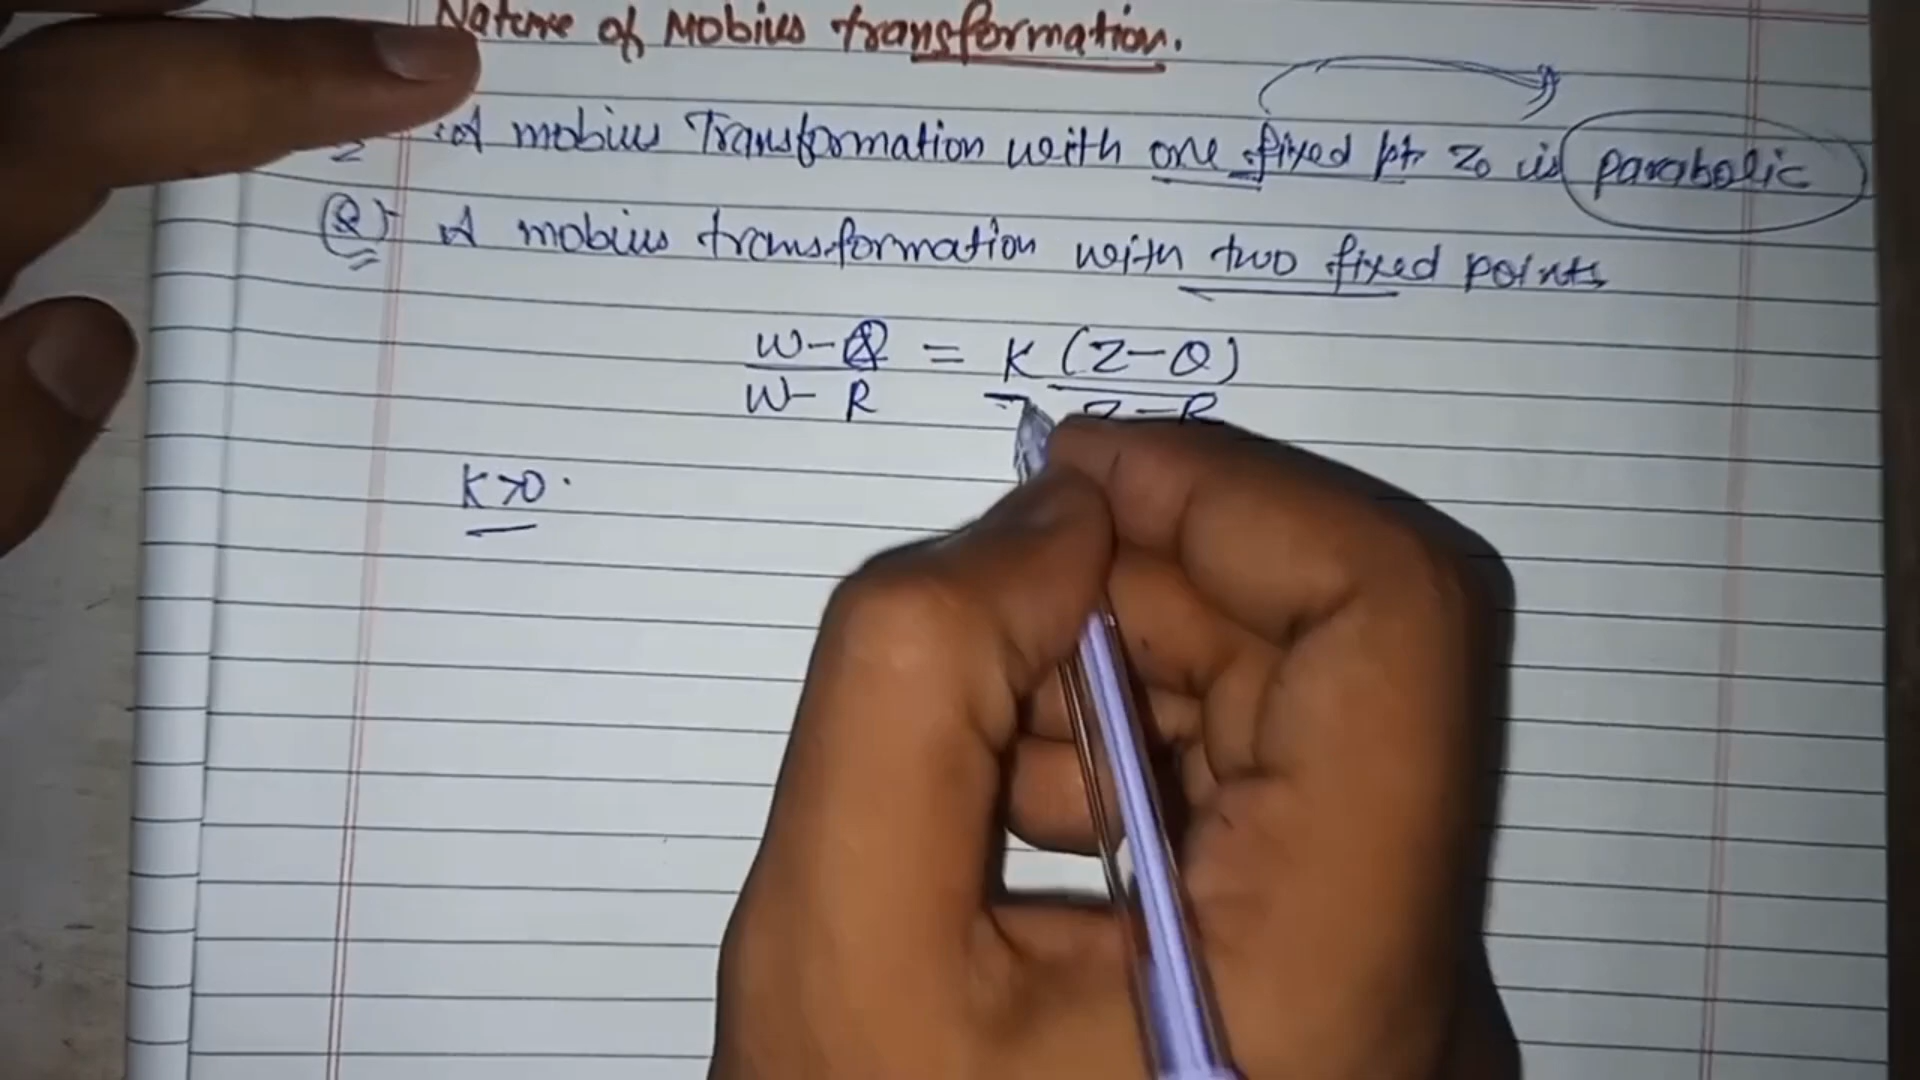 Nature of Mobius transformation.
A mobius Transformation with one fixed pt. Z₀ is parabolic
(2) A mobius transformation with two fixed points
W-Q/W-R = K(Z-Q)/Z-R
K>0.